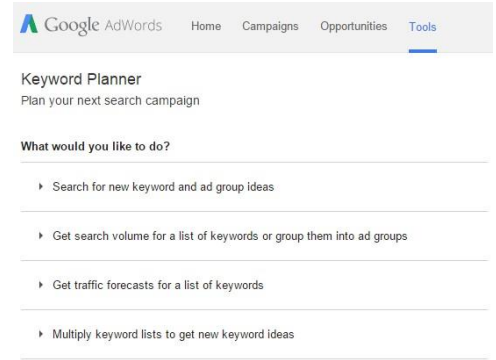 Google AdWords Home Campaigns Opportunities Tools
Keyword Planner
Plan your next search campaign
What would you like to do?
Search for new keyword and ad group ideas
Get search volume for a list of keywords or group them into ad groups
Get traffic forecasts for a list of keywords
Multiply keyword lists to get new keyword ideas